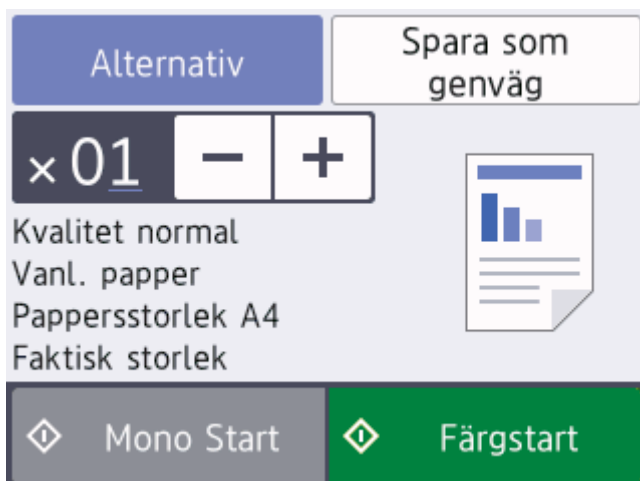 Alternativ
Spara som
genväg
×01 − +
Kvalitet normal
Vanl. papper
Pappersstorlek A4
Faktisk storlek
Mono Start
Färgstart